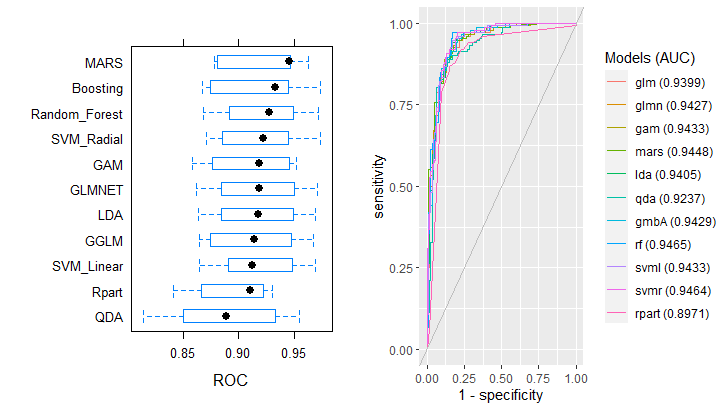 MARS
Boosting
Random_Forest
SVM_Radial
GAM
GLMNET
LDA
GGLM
SVM_Linear
Rpart
QDA
0.85 0.90 0.95
ROC
sensitivity
1.00
0.75
0.50
0.25
0.00
0.00 0.25 0.50 0.75 1.00
1 - specificity
Models (AUC)
glm (0.9399)
glmn (0.9427)
gam (0.9433)
mars (0.9448)
lda (0.9405)
qda (0.9237)
gmbA (0.9429)
rf (0.9465)
svml (0.9433)
svmr (0.9464)
rpart (0.8971)